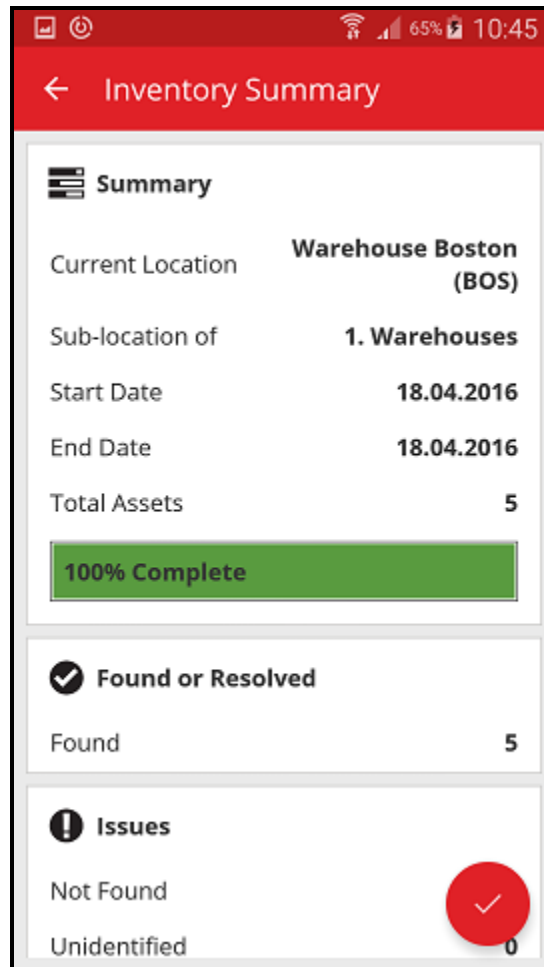 65% 10:45
Inventory Summary
Summary
Current Location Warehouse Boston
(BOS)
Sub-location of 1. Warehouses
Start Date 18.04.2016
End Date 18.04.2016
Total Assets 5
100% Complete
Found or Resolved
Found 5
Issues
Not Found
Unidentified 0